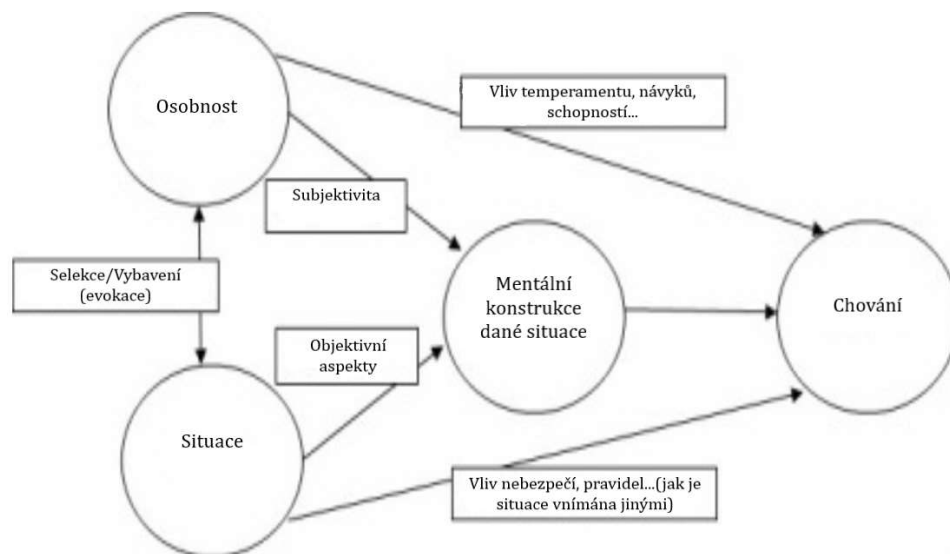 Osobnost
Vliv temperamentu, návyků,
schopností...
Subjektivita
Selekce/Vybavení
(evokace)
Mentální
konstrukce
dané situace
Chování
Objektivní
aspekty
Situace
Vliv nebezpečí, pravidel...(jak je
situace vnímána jinými)